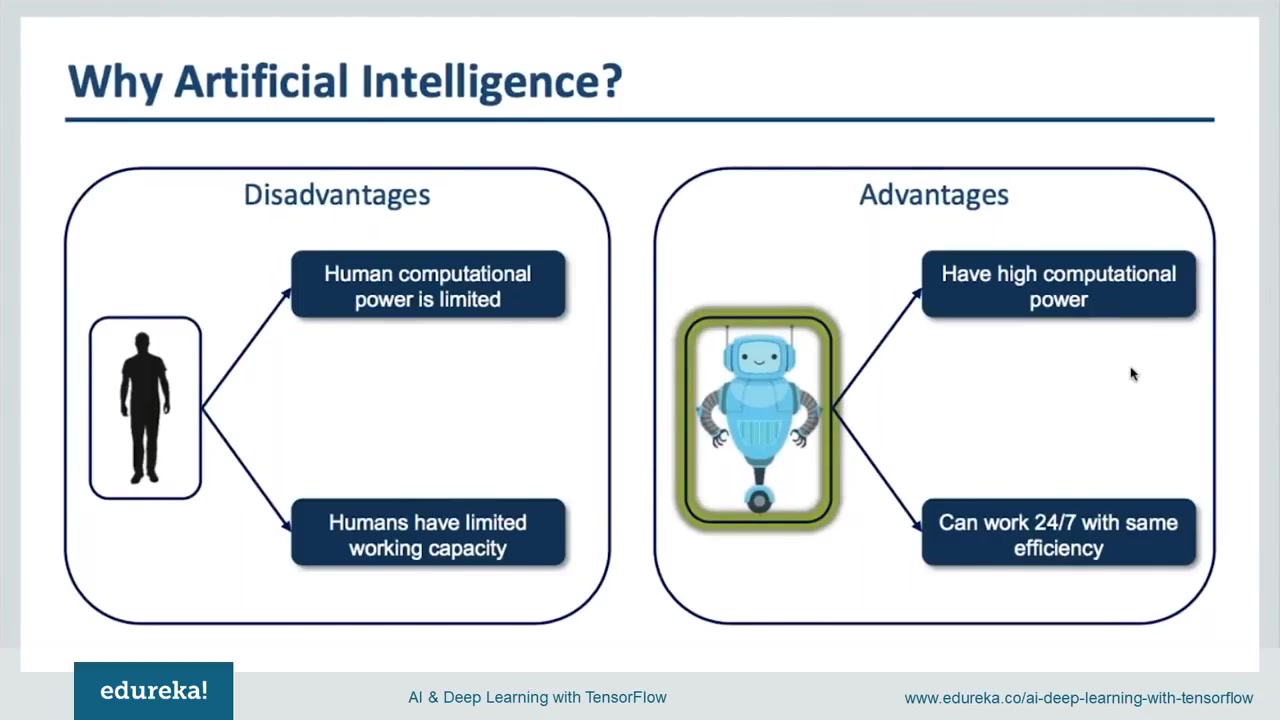 Why Artificial Intelligence?
Disadvantages
Human computational
power is limited
Humans have limited
working capacity
Advantages
Have high computational
power
Can work 24/7 with same
efficiency
edureka!
AI & Deep Learning with TensorFlow
www.edureka.co/ai-deep-learning-with-tensorflow